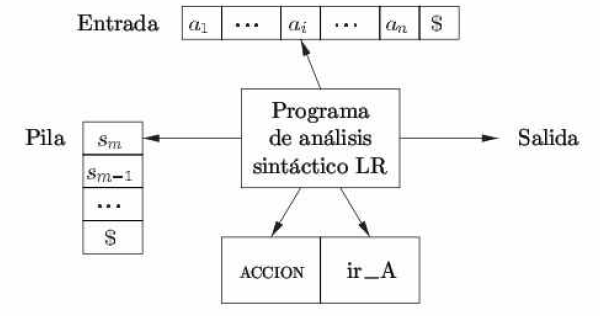 Entrada a₁ ... aᵢ ... aₙ $
Programa
de análisis
sintáctico LR
Pila sₘ
sₘ₋₁
...
$
Salida
ACCION ir_A